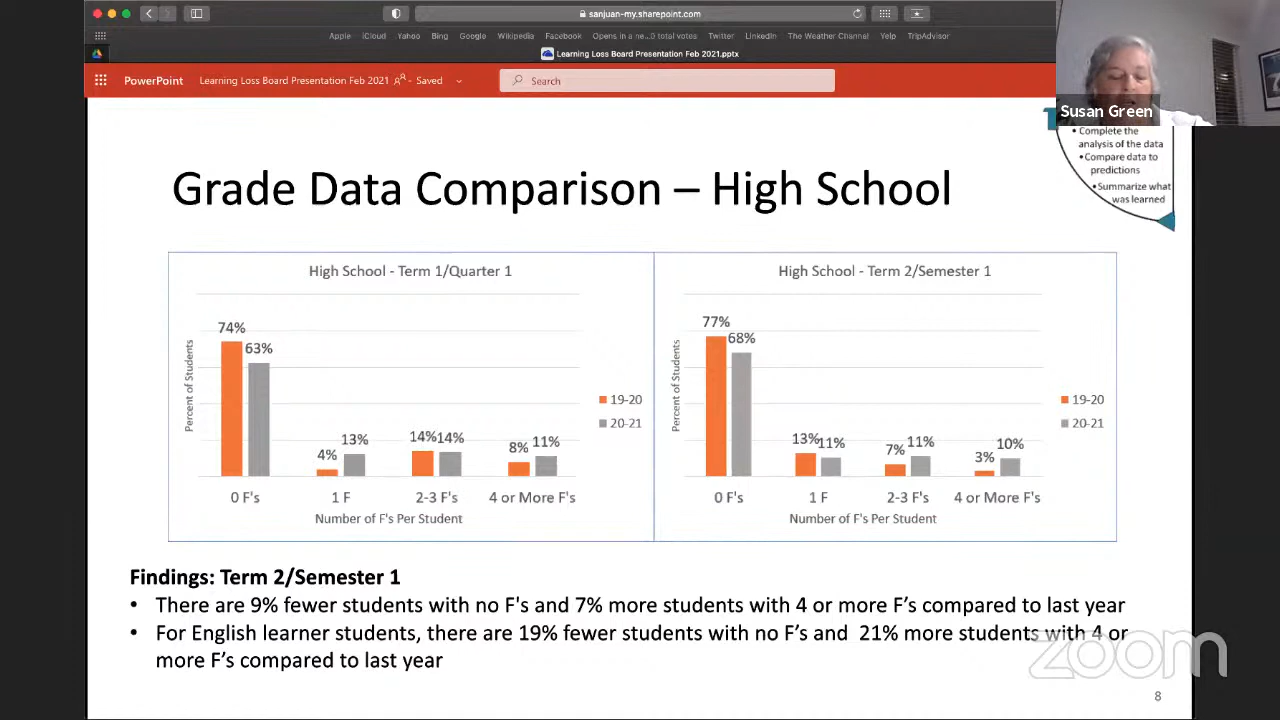 sanjuan-my.sharepoint.com
Apple iCloud Yahoo Bing Google Wikipedia Facebook Opens in a ne...0 total votes Twitter LinkedIn The Weather Channel Yelp TripAdvisor
Learning Loss Board Presentation Feb 2021.pptx
PowerPoint Learning Loss Board Presentation Feb 2021 - Saved Search
Susan Green
• Complete the
analysis of the data
• Compare data to
predictions
• Summarize what
was learned
Grade Data Comparison – High School
High School - Term 1/Quarter 1
Percent of Students
74%
63%
4%
13%
14%
14%
8%
11%
0 F's 1 F 2-3 F's 4 or More F's
Number of F's Per Student
19-20
20-21
High School - Term 2/Semester 1
Percent of Students
77%
68%
13%
11%
7%
11%
3%
10%
0 F's 1 F 2-3 F's 4 or More F's
Number of F's Per Student
19-20
20-21
Findings: Term 2/Semester 1
• There are 9% fewer students with no F's and 7% more students with 4 or more F’s compared to last year
• For English learner students, there are 19% fewer students with no F’s and 21% more students with 4 or
more F’s compared to last year
zoom
8